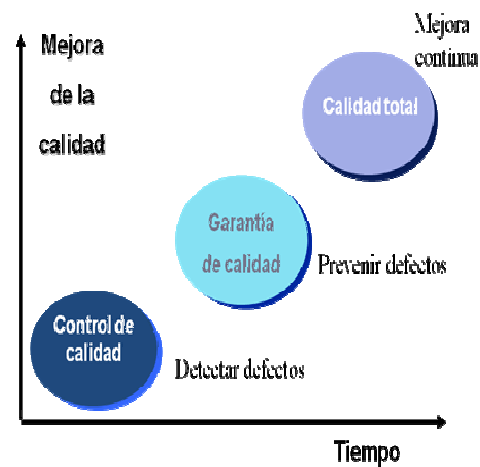 Mejora
continua
Mejora
de la
calidad
Calidad total
Garantía
de calidad
Prevenir defectos
Control de
calidad
Detectar defectos
Tiempo